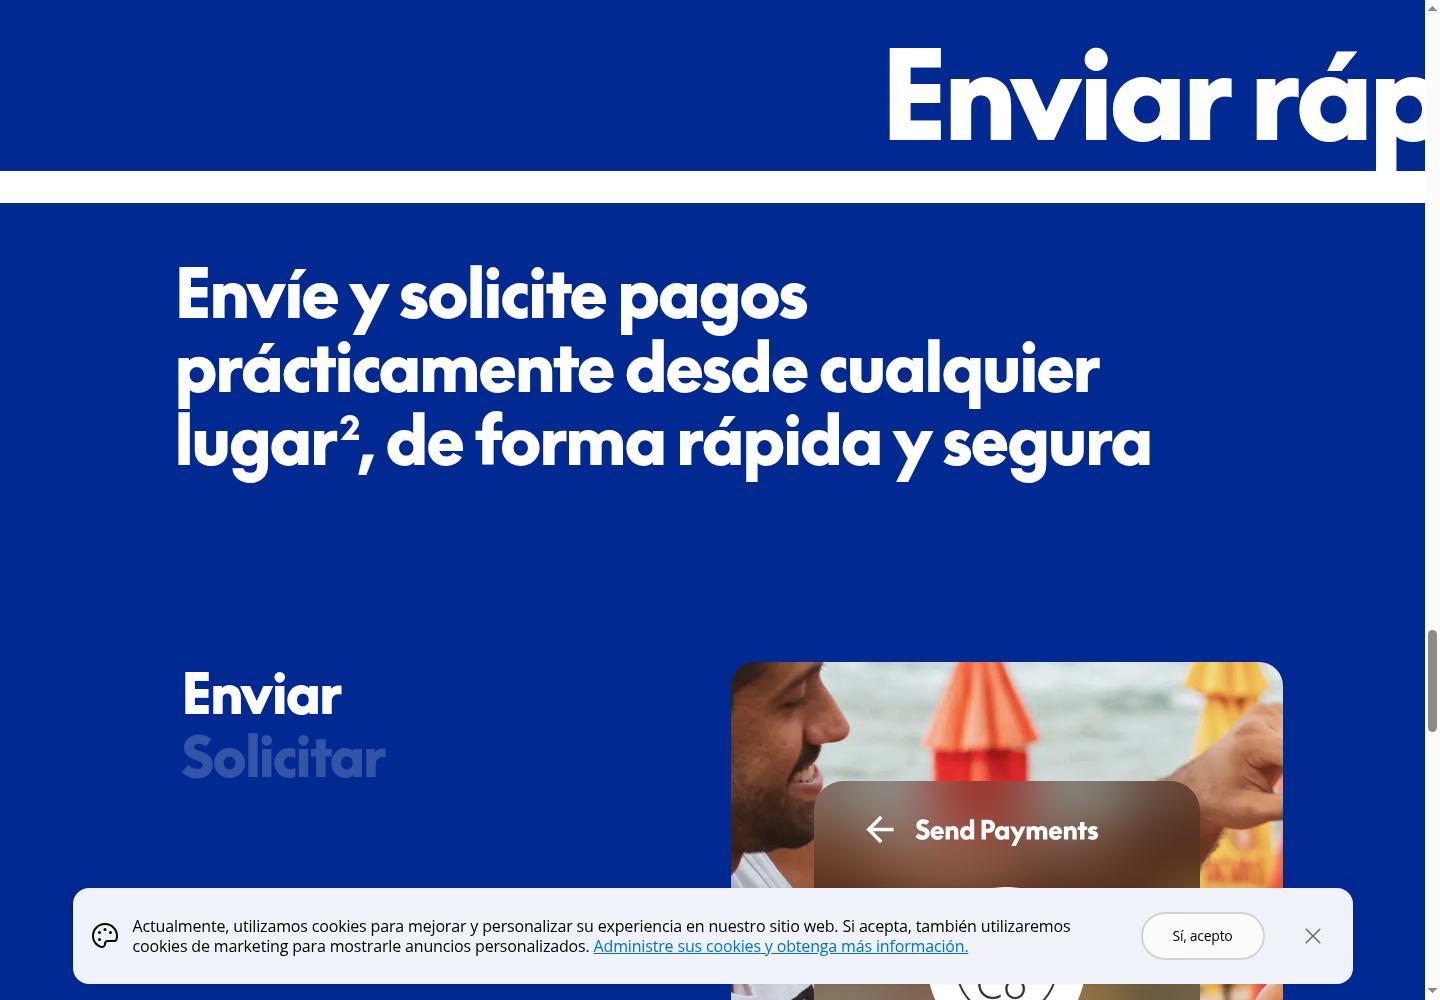 Enviar ráp
Envíe y solicite pagos
prácticamente desde cualquier
lugar², de forma rápida y segura
Enviar
Solicitar
Send Payments
Actualmente, utilizamos cookies para mejorar y personalizar su experiencia en nuestro sitio web. Si acepta, también utilizaremos
cookies de marketing para mostrarle anuncios personalizados. Administre sus cookies y obtenga más información.
Sí, acepto
Co